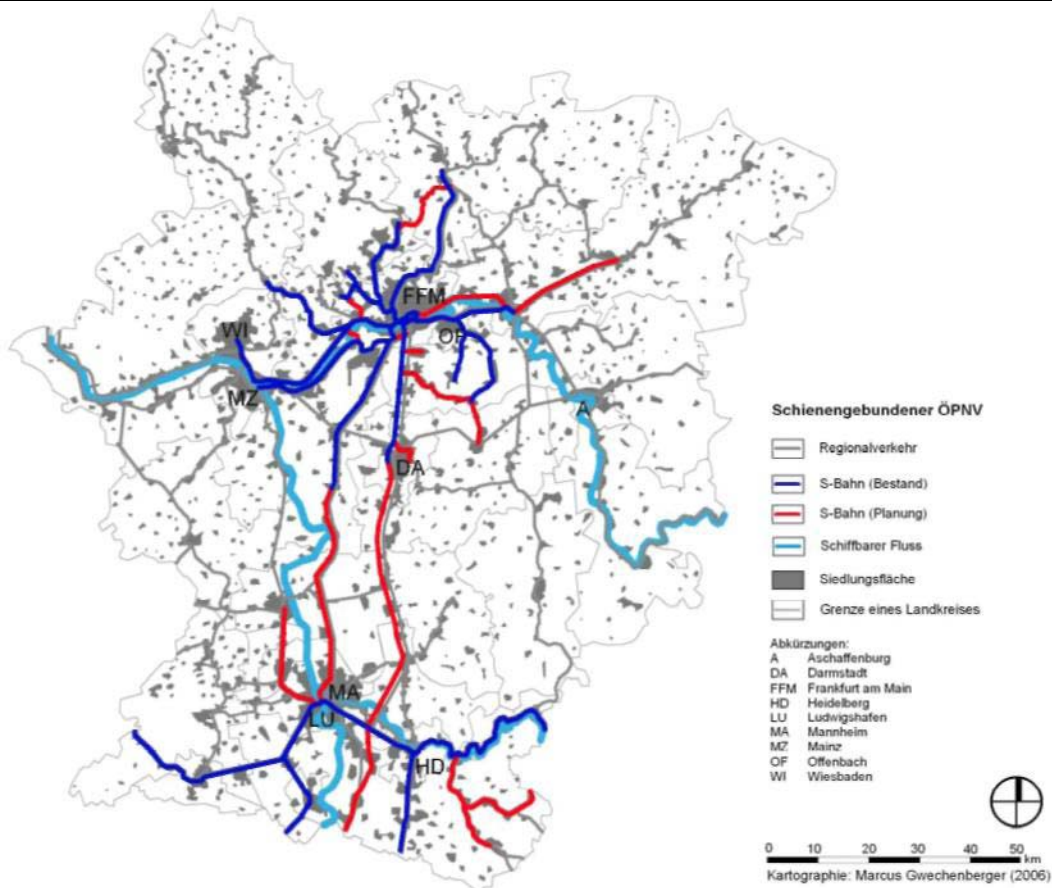 FFM
WI
OF
MZ
A
DA
MA
LU
HD
Schienengebundener ÖPNV
Regionalverkehr
S-Bahn (Bestand)
S-Bahn (Planung)
Schiffbarer Fluss
Siedlungsfläche
Grenze eines Landkreises
Abkürzungen:
A Aschaffenburg
DA Darmstadt
FFM Frankfurt am Main
HD Heidelberg
LU Ludwigshafen
MA Mannheim
MZ Mainz
OF Offenbach
WI Wiesbaden
0 10 20 30 40 50
km
Kartographie: Marcus Gwechenberger (2006)